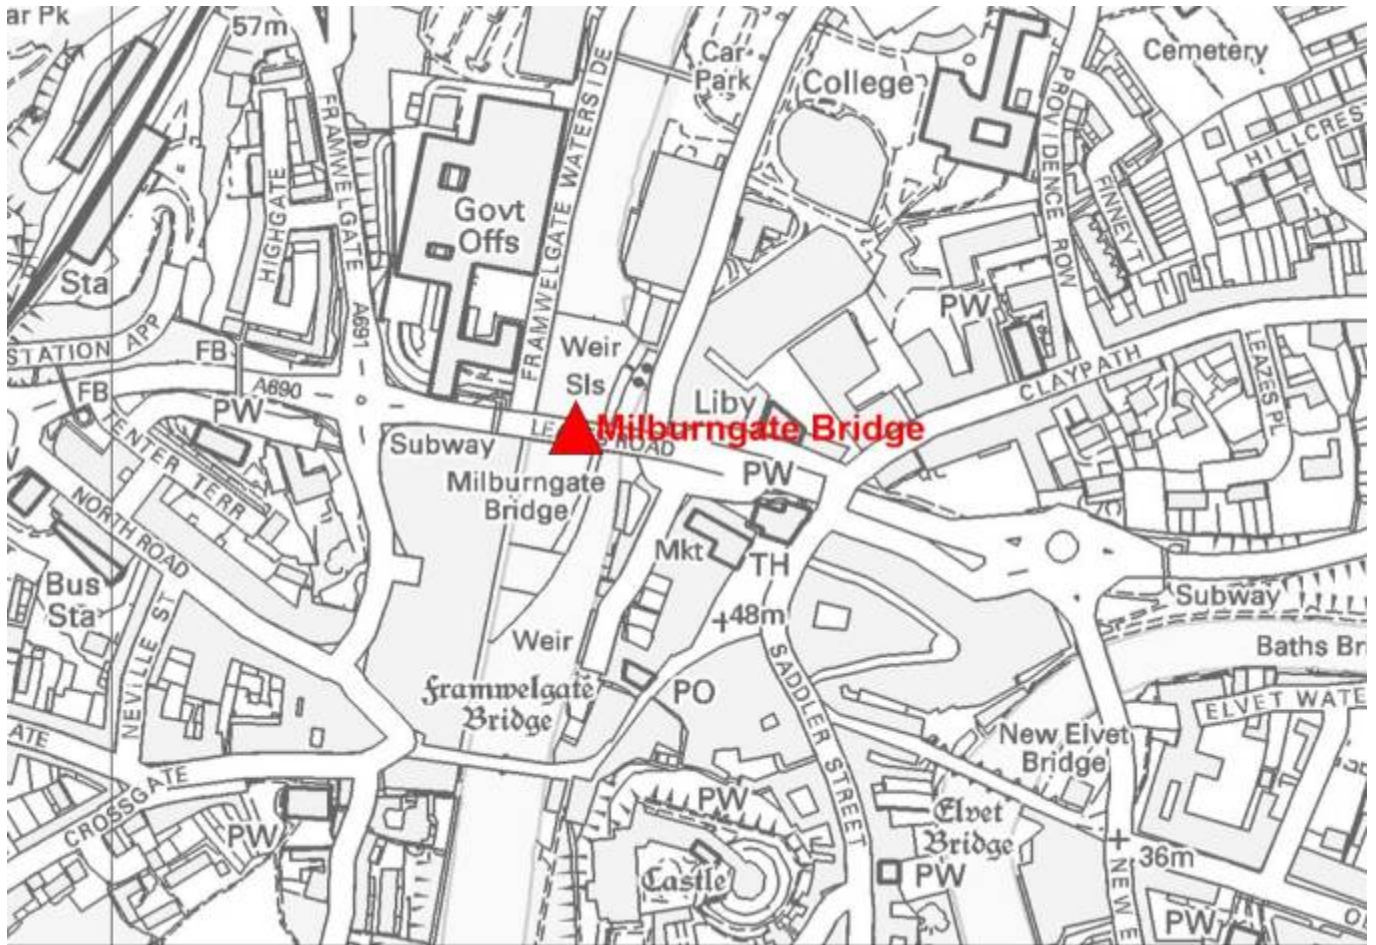 ar Pk
57m
FRAMWELGATE
HIGHGATE
Govt
Offs
FRAMWELGATE WATERSIDE
Car
Park
College
PROVIDENCE ROW
Cemetery
HILLCREST
FINNEY T
Sta
STATION APP
FB
FB
A691
A690
PW
Weir
Sls
PW
CLAYPATH
LEAZES PL
Liby
Milburngate Bridge
ROAD
Subway
Milburngate
Bridge
PW
TERR
NORTH ROAD
Bus
Sta
NEVILLE ST
Mkt
TH
48m
Weir
Framwelgate
Bridge
PO
SADDLER STREET
Subway
Baths Bri
ELVET WATE
New Elvet
Bridge
ATE
CROSSGATE
PW
PW
Castle
Elvet
Bridge
PW
36m
NEW E
PW